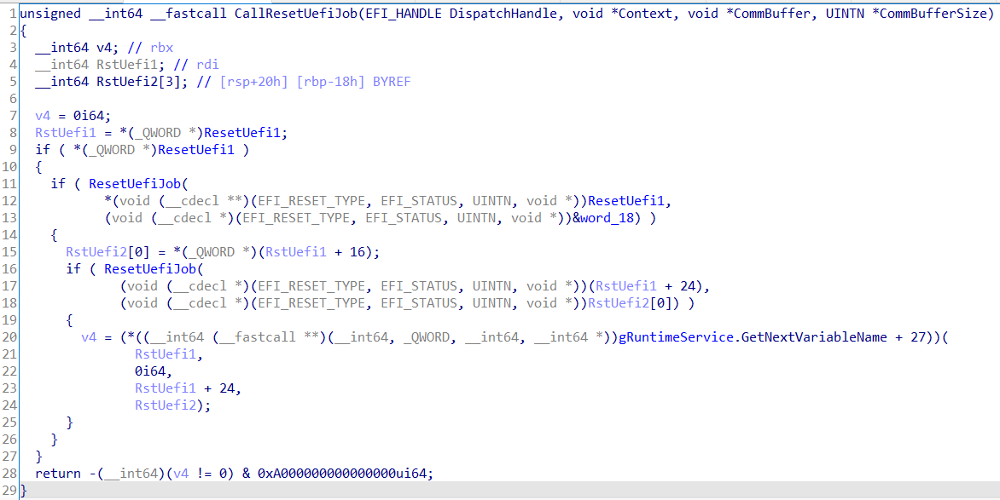 1 unsigned __int64 __fastcall CallResetUefiJob(EFI_HANDLE DispatchHandle, void *Context, void *CommBuffer, UINTN *CommBufferSize)
2 {
3   __int64 v4; // rbx
4   __int64 RstUefi1; // rdi
5   __int64 RstUefi2[3]; // [rsp+20h] [rbp-18h] BYREF
6
7   v4 = 0i64;
8   RstUefi1 = *(_QWORD *)ResetUefi1;
9   if ( *(_QWORD *)ResetUefi1 )
10   {
11     if ( ResetUefiJob(
12            *(void (__cdecl **)(EFI_RESET_TYPE, EFI_STATUS, UINTN, void *))ResetUefi1,
13            (void (__cdecl *)(EFI_RESET_TYPE, EFI_STATUS, UINTN, void *))&word_18) )
14     {
15       RstUefi2[0] = *(_QWORD *)(RstUefi1 + 16);
16       if ( ResetUefiJob(
17              (void (__cdecl *)(EFI_RESET_TYPE, EFI_STATUS, UINTN, void *))(RstUefi1 + 24),
18              (void (__cdecl *)(EFI_RESET_TYPE, EFI_STATUS, UINTN, void *))RstUefi2[0]) )
19       {
20         v4 = (*((__int64 (__fastcall **)(__int64, _QWORD, __int64, __int64 *))gRuntimeService.GetNextVariableName + 27))(
21                RstUefi1,
22                0i64,
23                RstUefi1 + 24,
24                RstUefi2);
25       }
26     }
27   }
28   return -(__int64)(v4 != 0) & 0xA000000000000000ui64;
29 }